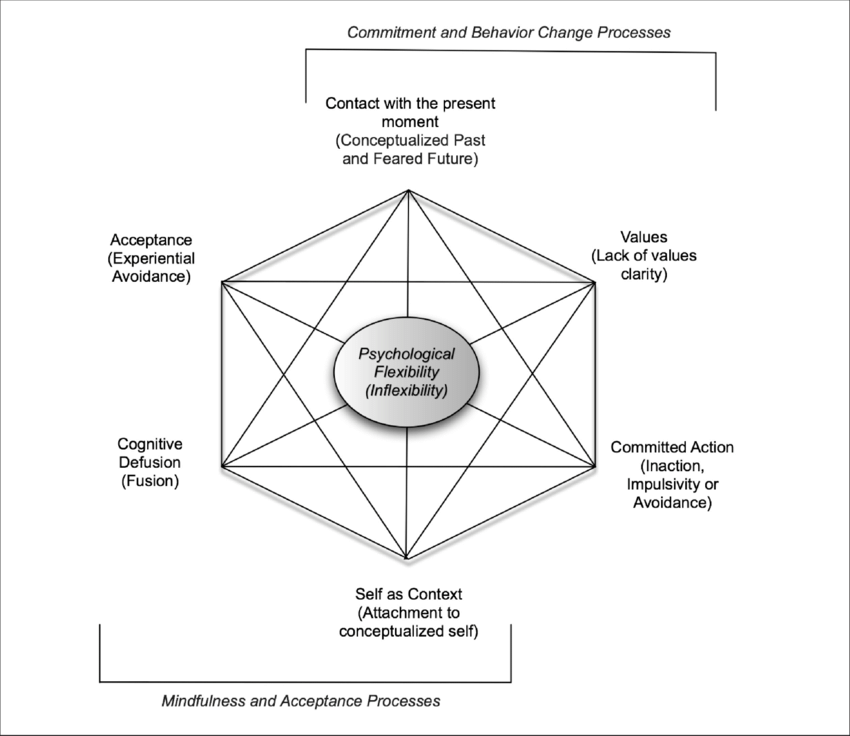 Commitment and Behavior Change Processes
Contact with the present
moment
(Conceptualized Past
and Feared Future)
Acceptance
(Experiential
Avoidance)
Values
(Lack of values
clarity)
Psychological
Flexibility
(Inflexibility)
Cognitive
Defusion
(Fusion)
Committed Action
(Inaction,
Impulsivity or
Avoidance)
Self as Context
(Attachment to
conceptualized self)
Mindfulness and Acceptance Processes